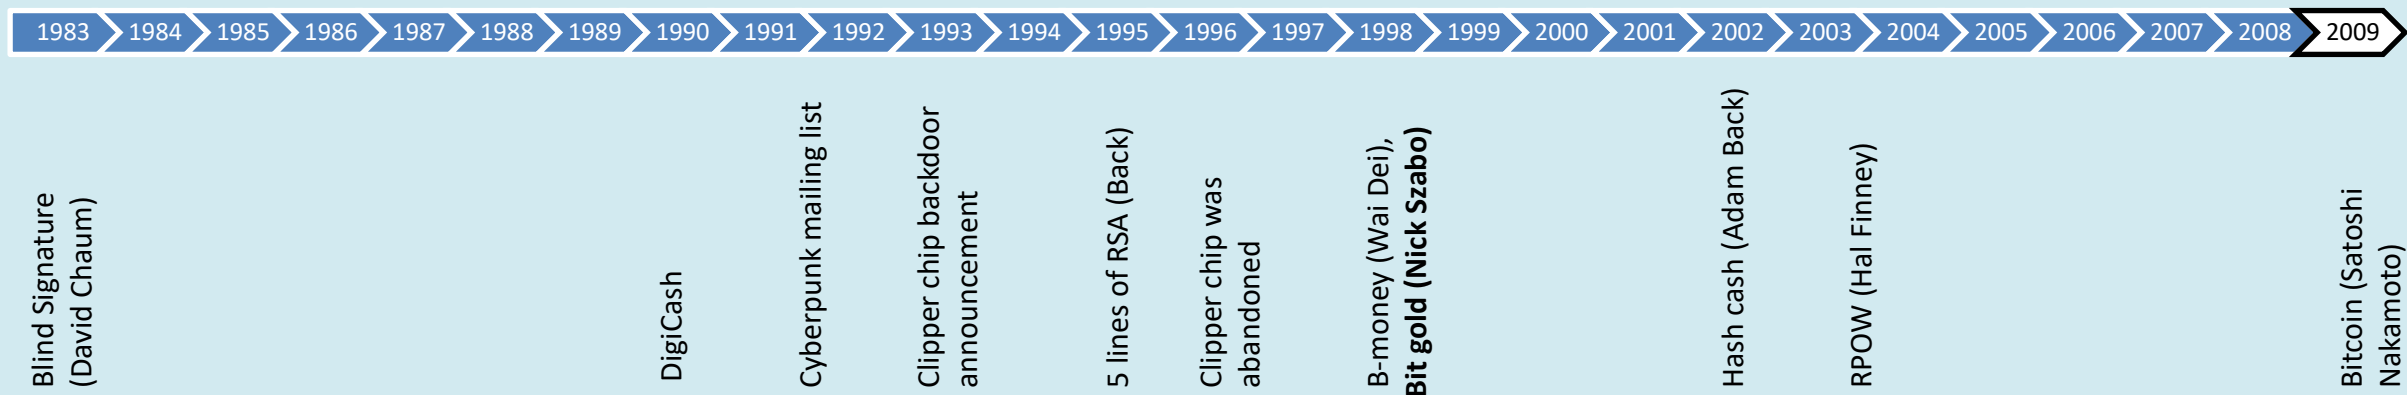 1983 1984 1985 1986 1987 1988 1989 1990 1991 1992 1993 1994 1995 1996 1997 1998 1999 2000 2001 2002 2003 2004 2005 2006 2007 2008 2009
Blind Signature
(David Chaum)
DigiCash
Cyberpunk mailing list
Clipper chip backdoor
announcement
5 lines of RSA (Back)
Clipper chip was
abandoned
B-money (Wai Dei),
Bit gold (Nick Szabo)
Hash cash (Adam Back)
RPOW (Hal Finney)
Bitcoin (Satoshi
Nakamoto)